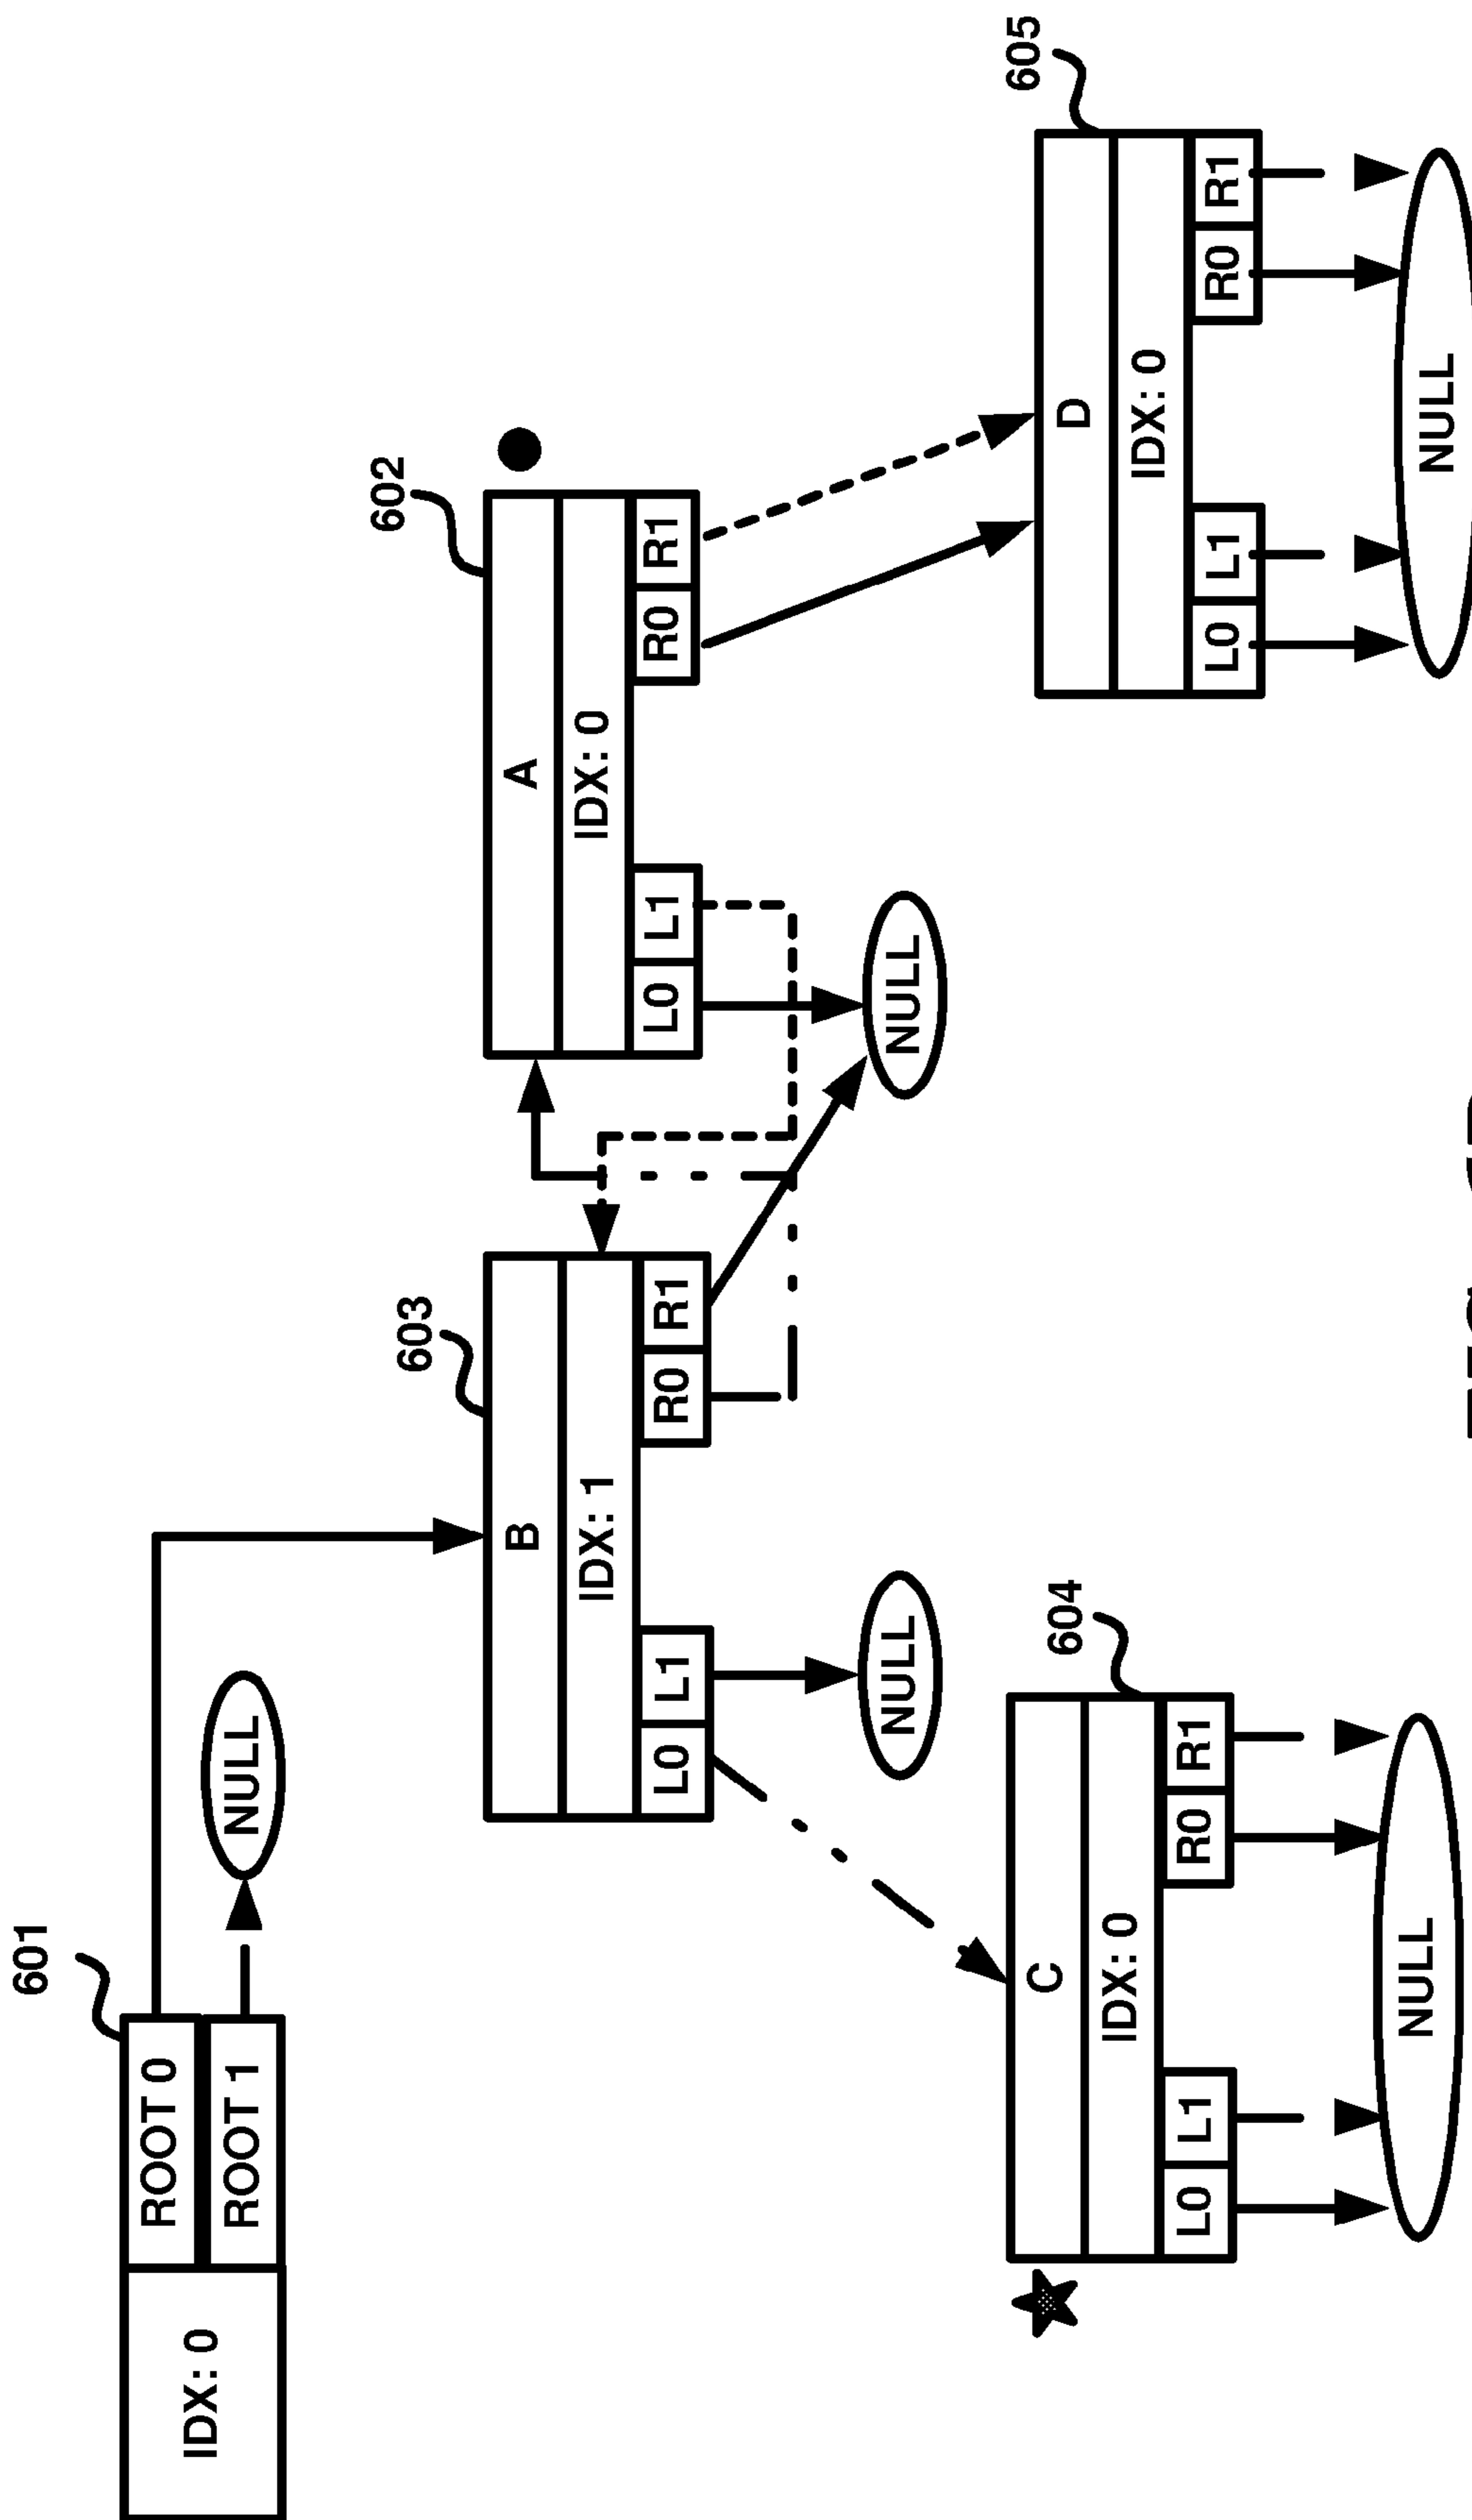 601
IDX: 0
ROOT 0
ROOT 1
NULL
603
B
IDX: 1
L0 L1 R0 R1
NULL
602
A
IDX: 0
L0 L1 R0 R1
NULL
604
C
IDX: 0
L0 L1 R0 R1
NULL
605
D
IDX: 0
L0 L1 R0 R1
NULL